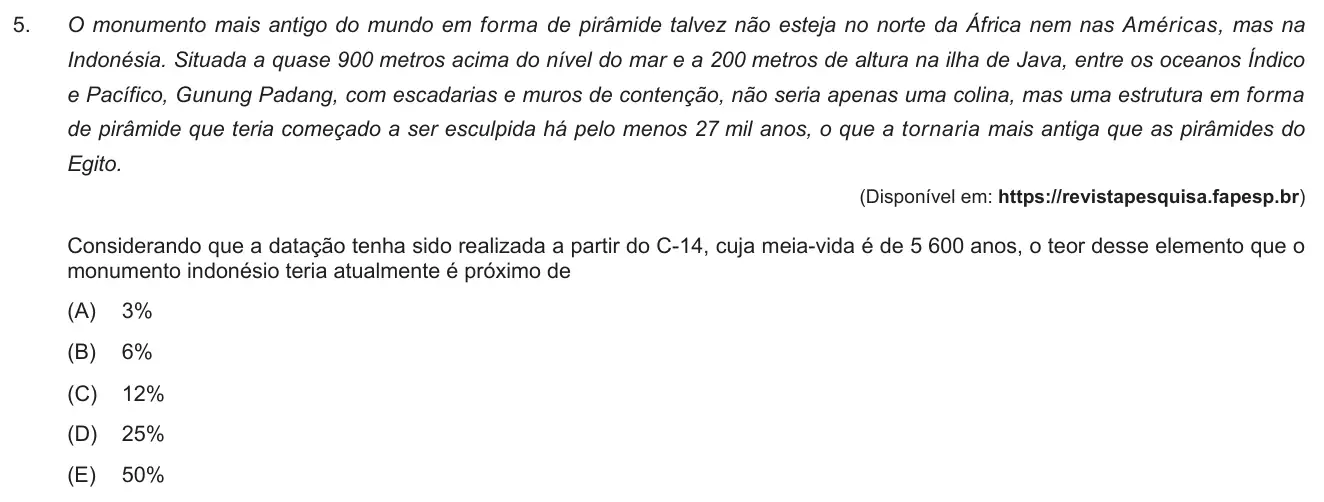 5. O monumento mais antigo do mundo em forma de pirâmide talvez não esteja no norte da África nem nas Américas, mas na
Indonésia. Situada a quase 900 metros acima do nível do mar e a 200 metros de altura na ilha de Java, entre os oceanos Índico
e Pacífico, Gunung Padang, com escadarias e muros de contenção, não seria apenas uma colina, mas uma estrutura em forma
de pirâmide que teria começado a ser esculpida há pelo menos 27 mil anos, o que a tornaria mais antiga que as pirâmides do
Egito.
(Disponível em: https://revistapesquisa.fapesp.br)
Considerando que a datação tenha sido realizada a partir do C-14, cuja meia-vida é de 5 600 anos, o teor desse elemento que o
monumento indonésio teria atualmente é próximo de
(A) 3%
(B) 6%
(C) 12%
(D) 25%
(E) 50%